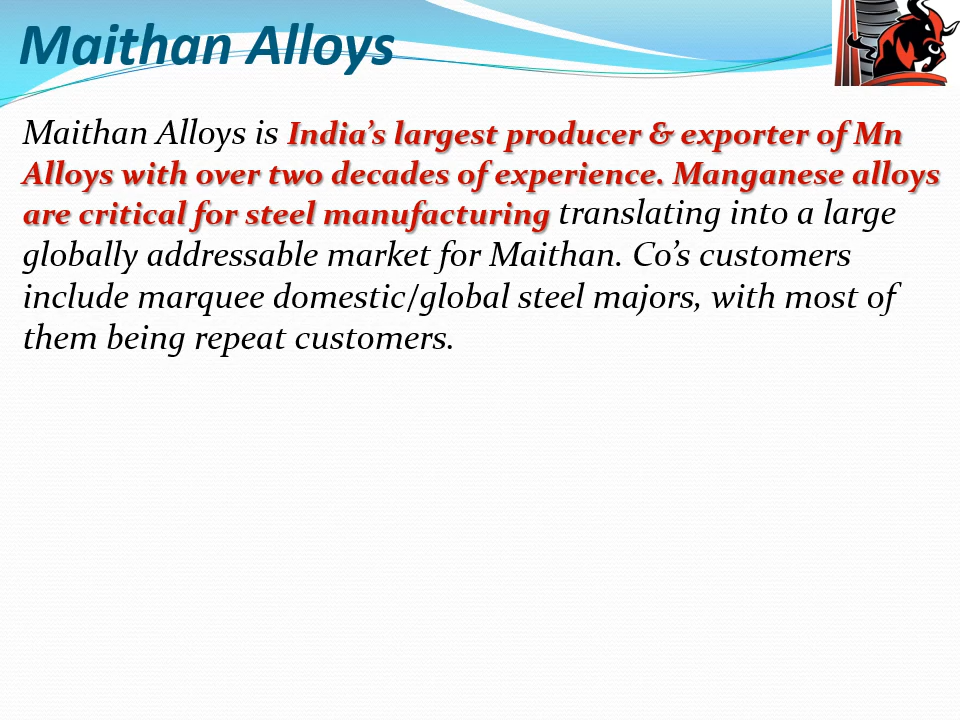 Maithan Alloys
Maithan Alloys is India’s largest producer & exporter of Mn
Alloys with over two decades of experience. Manganese alloys
are critical for steel manufacturing translating into a large
globally addressable market for Maithan. Co’s customers
include marquee domestic/global steel majors, with most of
them being repeat customers.